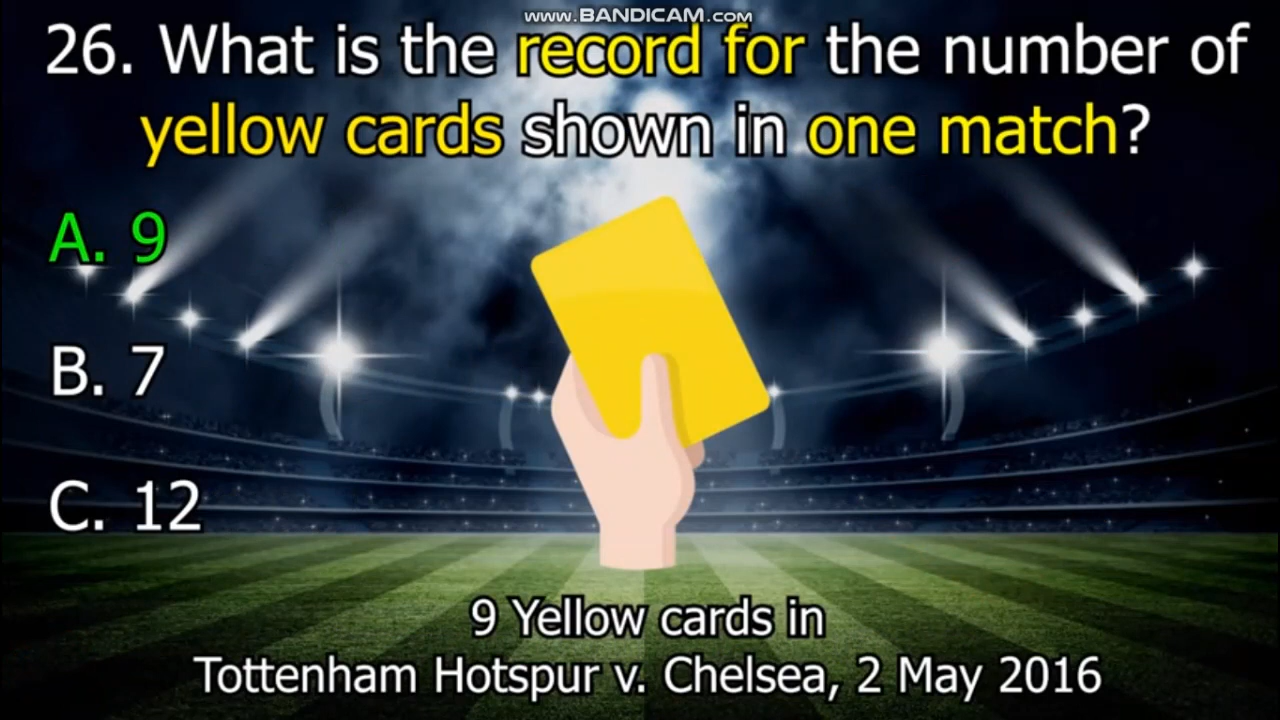 www.BANDICAM.com
26. What is the record for the number of
yellow cards shown in one match?
A. 9
B. 7
C. 12
9 Yellow cards in
Tottenham Hotspur v. Chelsea, 2 May 2016